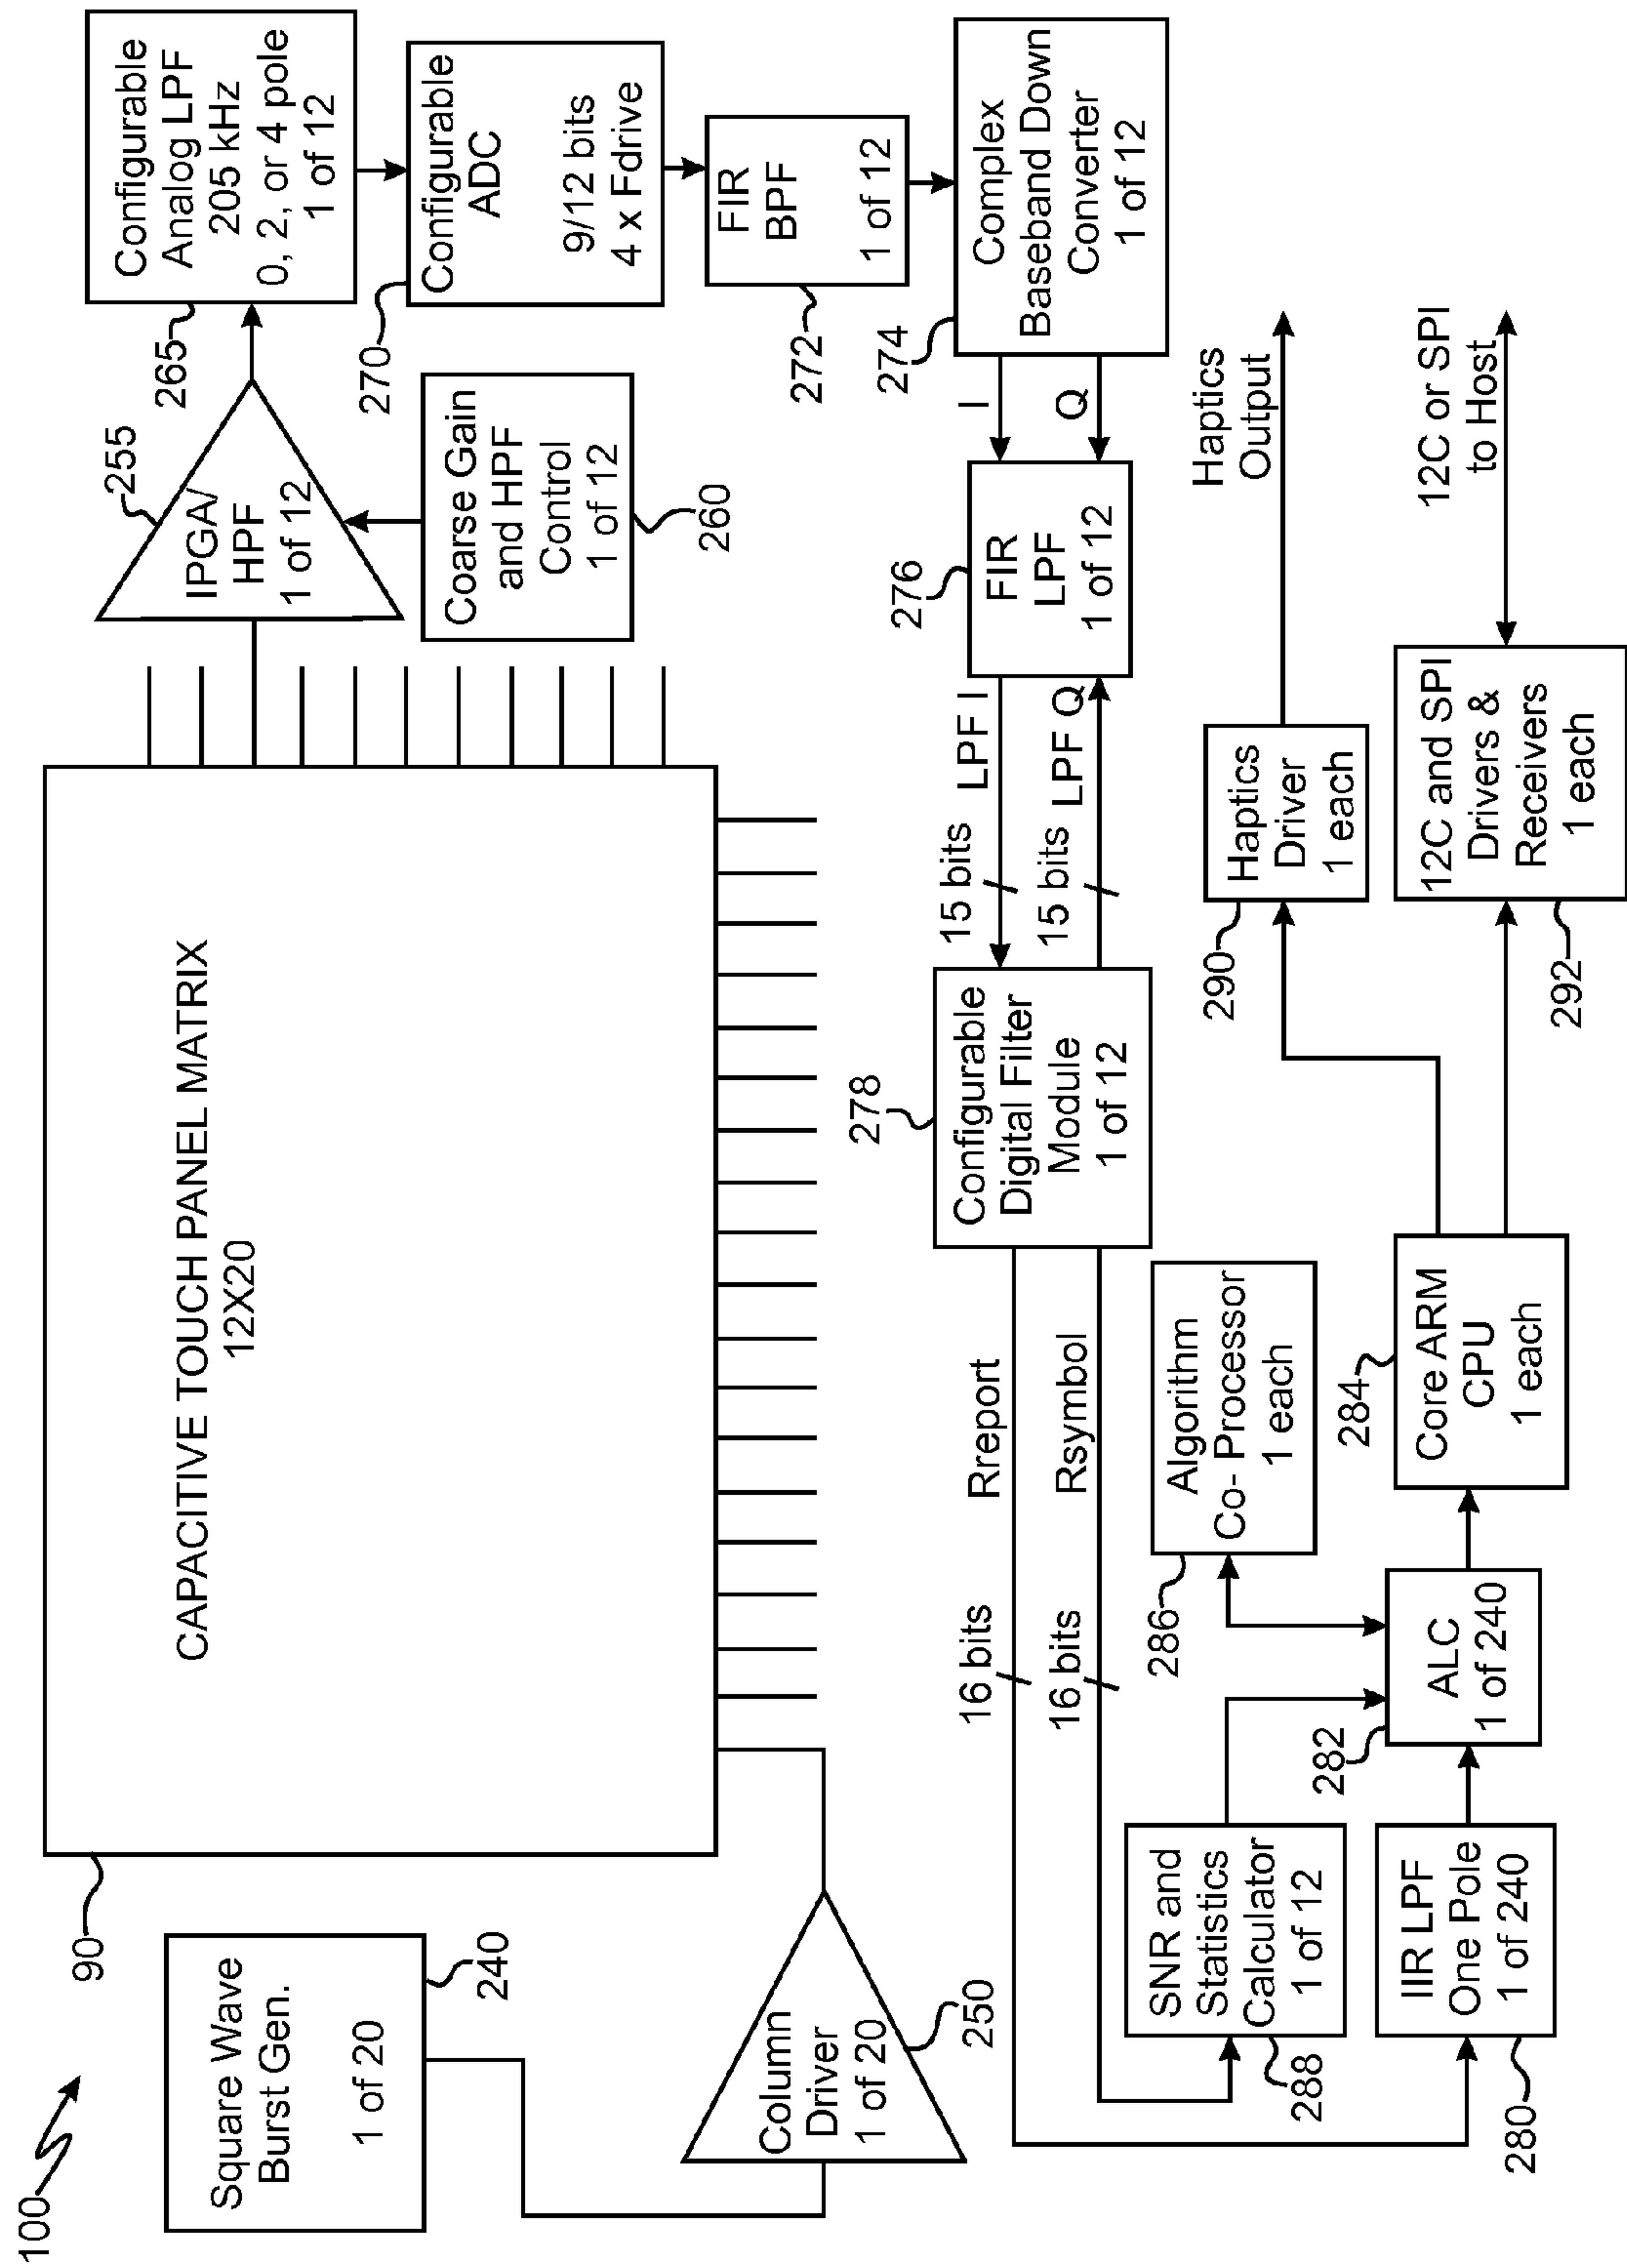 100
90
CAPACITIVE TOUCH PANEL MATRIX
12X20
Square Wave
Burst Gen.
1 of 20
240
Column
Driver
1 of 20
250
IPGA/
HPF
1 of 12
255
Coarse Gain
and HPF
Control
1 of 12
260
Configurable
Analog LPF
205 kHz
0, 2, or 4 pole
1 of 12
265
Configurable
ADC
9/12 bits
4 x Fdrive
270
FIR
BPF
1 of 12
272
Complex
Baseband Down
Converter
1 of 12
274
I
Q
FIR
LPF
1 of 12
276
15 bits LPF I
15 bits LPF Q
Configurable
Digital Filter
Module
1 of 12
278
16 bits
Rreport
16 bits
Rsymbol
SNR and
Statistics
Calculator
1 of 12
288
IIR LPF
One Pole
1 of 240
280
ALC
1 of 240
282
Algorithm
Co- Processor
1 each
286
Core ARM
CPU
1 each
284
Haptics
Driver
1 each
290
Haptics
Output
12C and SPI
Drivers &
Receivers
1 each
292
12C or SPI
to Host